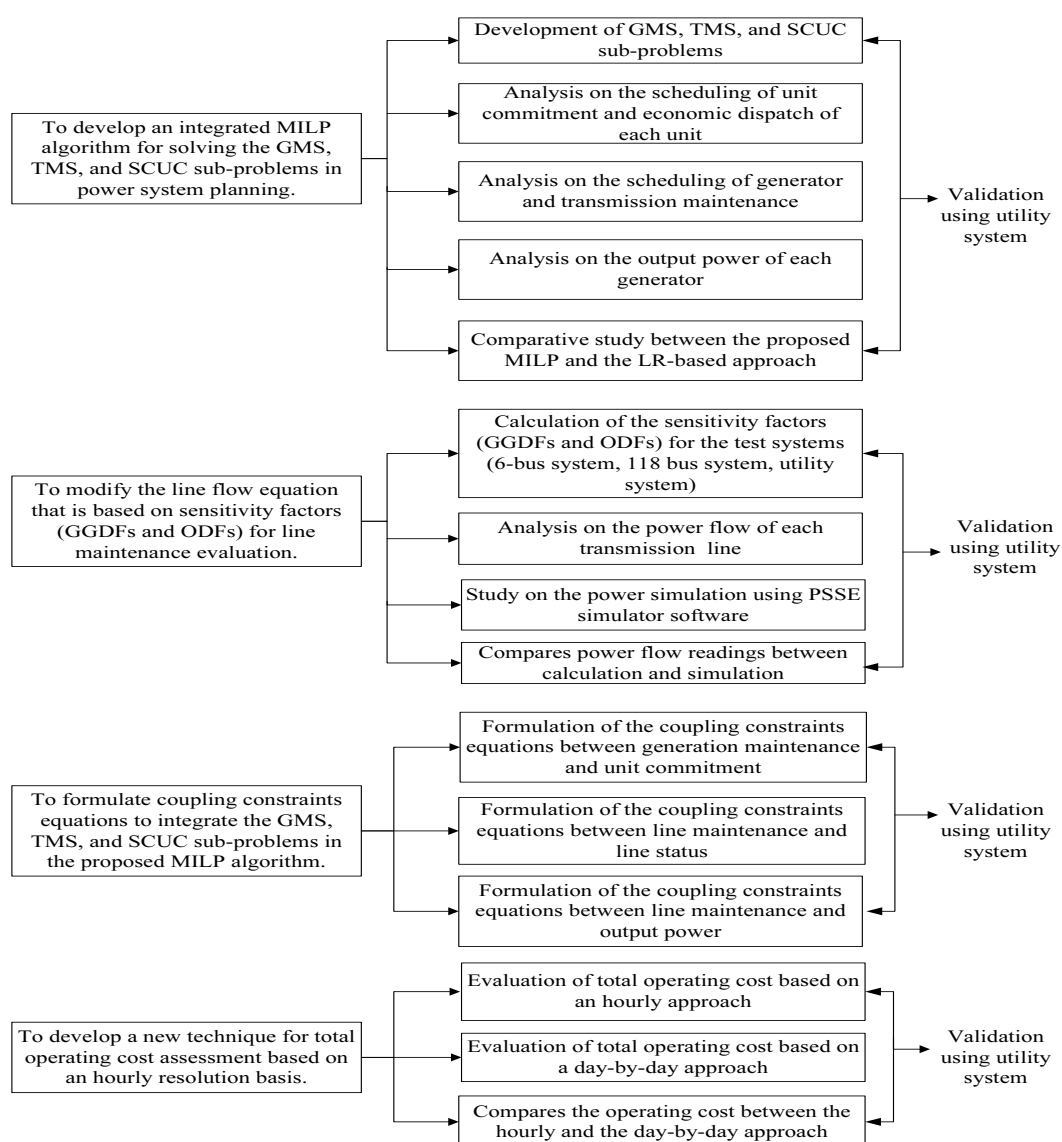 To develop an integrated MILP
algorithm for solving the GMS,
TMS, and SCUC sub-problems in
power system planning.
Development of GMS, TMS, and SCUC
sub-problems
Analysis on the scheduling of unit
commitment and economic dispatch of
each unit
Analysis on the scheduling of generator
and transmission maintenance
Analysis on the output power of each
generator
Comparative study between the proposed
MILP and the LR-based approach
Validation
using utility
system
To modify the line flow equation
that is based on sensitivity factors
(GGDFs and ODFs) for line
maintenance evaluation.
Calculation of the sensitivity factors
(GGDFs and ODFs) for the test systems
(6-bus system, 118 bus system, utility
system)
Analysis on the power flow of each
transmission line
Study on the power simulation using PSSE
simulator software
Compares power flow readings between
calculation and simulation
Validation
using utility
system
To formulate coupling constraints
equations to integrate the GMS,
TMS, and SCUC sub-problems in
the proposed MILP algorithm.
Formulation of the coupling constraints
equations between generation maintenance
and unit commitment
Formulation of the coupling constraints
equations between line maintenance and
line status
Formulation of the coupling constraints
equations between line maintenance and
output power
Validation
using utility
system
To develop a new technique for total
operating cost assessment based on
an hourly resolution basis.
Evaluation of total operating cost based on
an hourly approach
Evaluation of total operating cost based on
a day-by-day approach
Compares the operating cost between the
hourly and the day-by-day approach
Validation
using utility
system